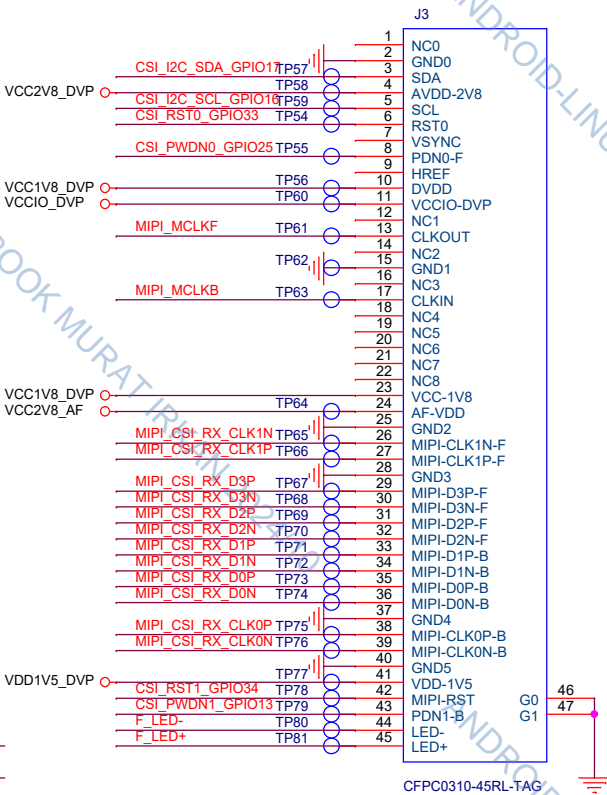 J3
1 NC0
2 GND0
CSI_I2C_SDA_GPIO17 TP57 3 SDA
VCC2V8_DVP TP58 4 AVDD-2V8
CSI_I2C_SCL_GPIO16 TP59 5 SCL
CSI_RST0_GPIO33 TP54 6 RST0
7 VSYNC
CSI_PWDN0_GPIO25 TP55 8 PDN0-F
9 HREF
VCC1V8_DVP TP56 10 DVDD
VCCIO_DVP TP60 11 VCCIO-DVP
12 NC1
MIPI_MCLKF TP61 13 CLKOUT
14 NC2
TP62 15 GND1
16 NC3
MIPI_MCLKB TP63 17 CLKIN
18 NC4
19 NC5
20 NC6
21 NC7
22 NC8
VCC1V8_DVP 23 VCC-1V8
VCC2V8_AF TP64 24 AF-VDD
25 GND2
MIPI_CSI_RX_CLK1N TP65 26 MIPI-CLK1N-F
MIPI_CSI_RX_CLK1P TP66 27 MIPI-CLK1P-F
28 GND3
MIPI_CSI_RX_D3P TP67 29 MIPI-D3P-F
MIPI_CSI_RX_D3N TP68 30 MIPI-D3N-F
MIPI_CSI_RX_D2P TP69 31 MIPI-D2P-F
MIPI_CSI_RX_D2N TP70 32 MIPI-D2N-F
MIPI_CSI_RX_D1P TP71 33 MIPI-D1P-B
MIPI_CSI_RX_D1N TP72 34 MIPI-D1N-B
MIPI_CSI_RX_D0P TP73 35 MIPI-D0P-B
MIPI_CSI_RX_D0N TP74 36 MIPI-D0N-B
37 GND4
MIPI_CSI_RX_CLK0P TP75 38 MIPI-CLK0P-B
MIPI_CSI_RX_CLK0N TP76 39 MIPI-CLK0N-B
40 GND5
VDD1V5_DVP TP77 41 VDD-1V5
CSI_RST1_GPIO34 TP78 42 MIPI-RST G0 46
CSI_PWDN1_GPIO13 TP79 43 PDN1-B G1 47
F_LED- TP80 44 LED-
F_LED+ TP81 45 LED+
CFPC0310-45RL-TAG